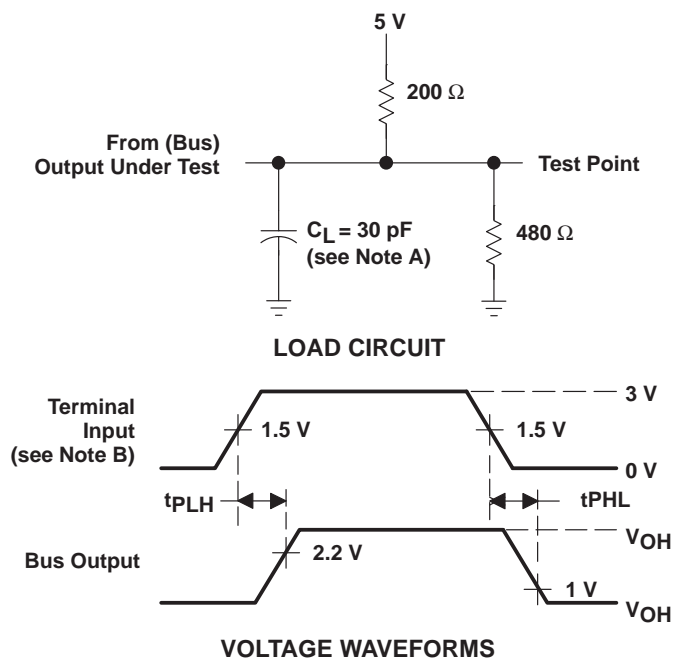 5 V
200 Ω
From (Bus)
Output Under Test
Test Point
CL = 30 pF
(see Note A)
480 Ω
LOAD CIRCUIT
3 V
Terminal
Input
(see Note B)
1.5 V
1.5 V
0 V
tPLH
tPHL
VOH
Bus Output
2.2 V
1 V
VOH
VOLTAGE WAVEFORMS